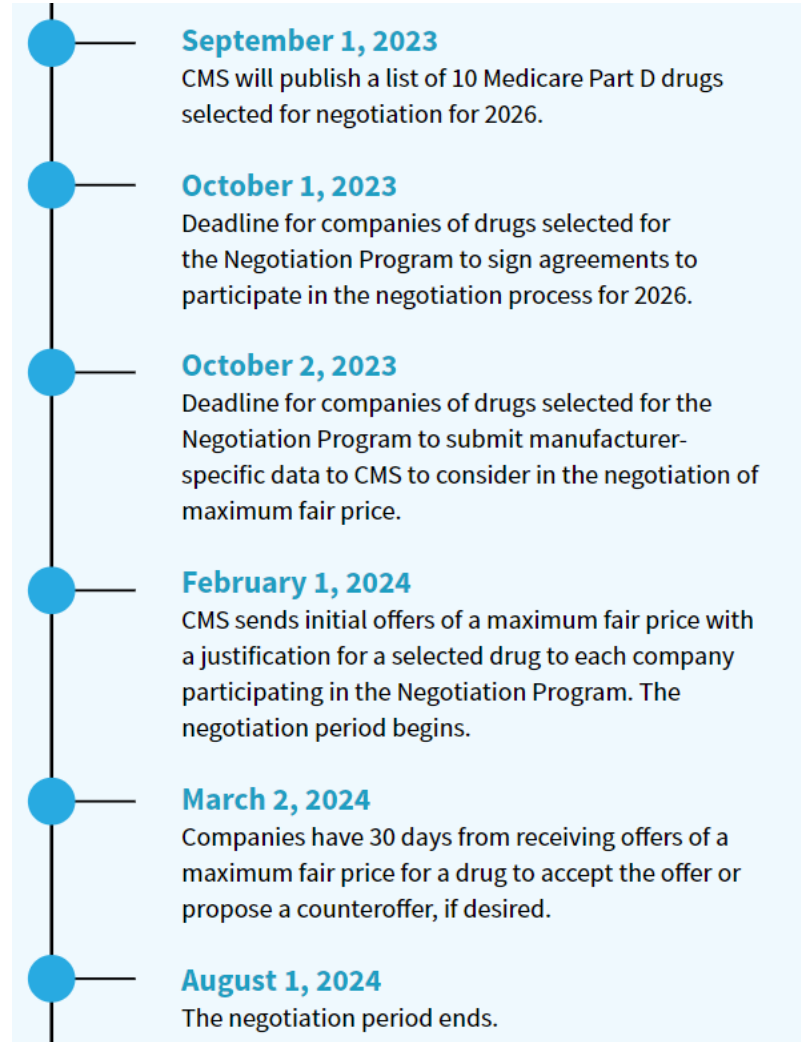 September 1, 2023
CMS will publish a list of 10 Medicare Part D drugs
selected for negotiation for 2026.
October 1, 2023
Deadline for companies of drugs selected for
the Negotiation Program to sign agreements to
participate in the negotiation process for 2026.
October 2, 2023
Deadline for companies of drugs selected for the
Negotiation Program to submit manufacturer-
specific data to CMS to consider in the negotiation of
maximum fair price.
February 1, 2024
CMS sends initial offers of a maximum fair price with
a justification for a selected drug to each company
participating in the Negotiation Program. The
negotiation period begins.
March 2, 2024
Companies have 30 days from receiving offers of a
maximum fair price for a drug to accept the offer or
propose a counteroffer, if desired.
August 1, 2024
The negotiation period ends.